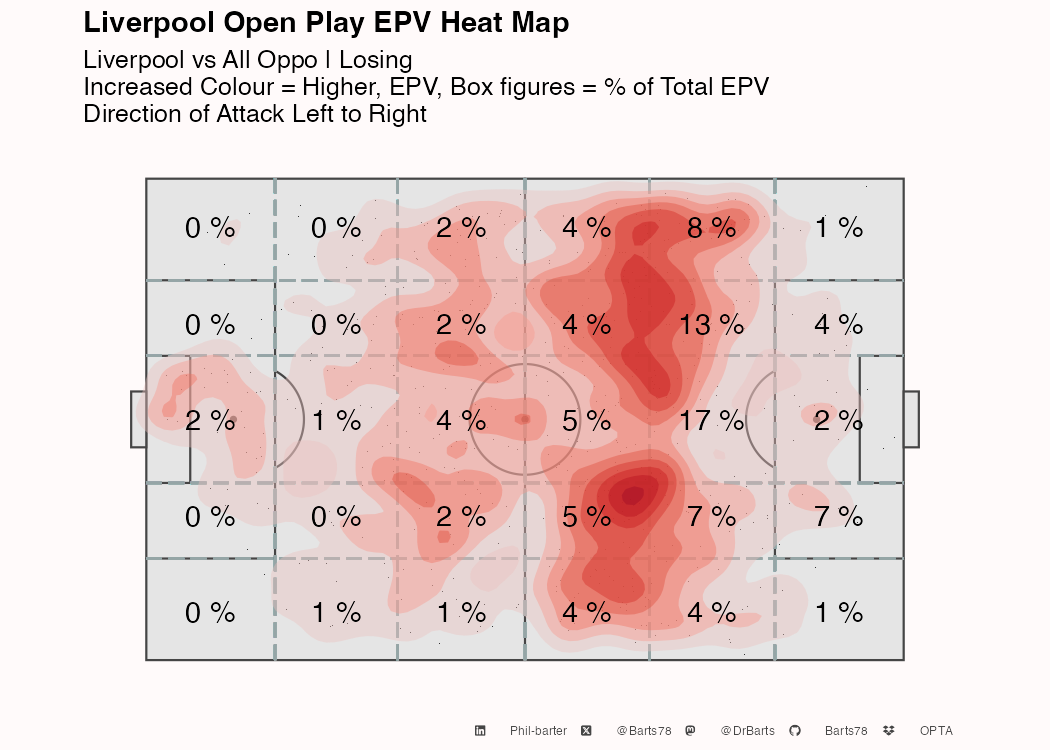 Liverpool Open Play EPV Heat Map
Liverpool vs All Oppo | Losing
Increased Colour = Higher, EPV, Box figures = % of Total EPV
Direction of Attack Left to Right
0 % 0 % 2 % 4 % 8 % 1 %
0 % 0 % 2 % 4 % 13 % 4 %
2 % 1 % 4 % 5 % 17 % 2 %
0 % 0 % 2 % 5 % 7 % 7 %
0 % 1 % 1 % 4 % 4 % 1 %
Phil-barter @Barts78 @DrBarts Barts78 OPTA